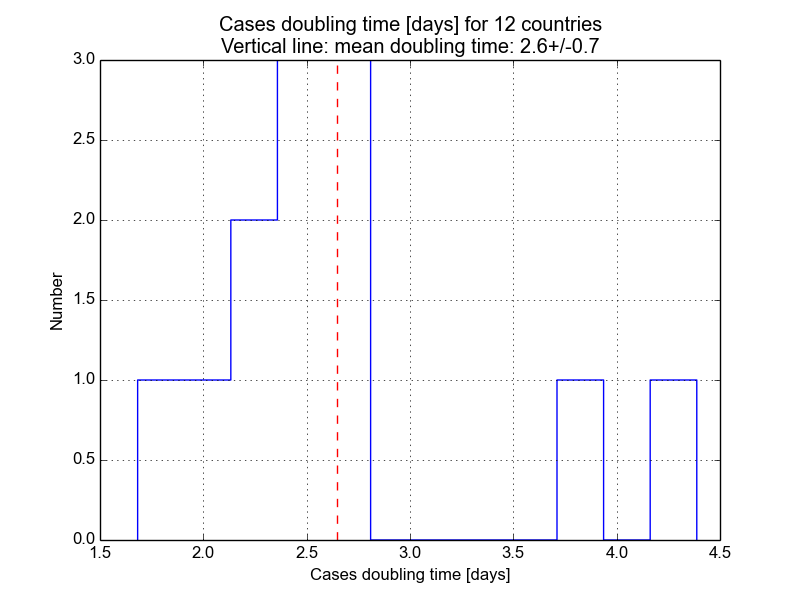 Cases doubling time [days] for 12 countries
Vertical line: mean doubling time: 2.6+/-0.7
3.0
2.5
2.0
1.5
1.0
0.5
0.0
Number
1.5 2.0 2.5 3.0 3.5 4.0 4.5
Cases doubling time [days]